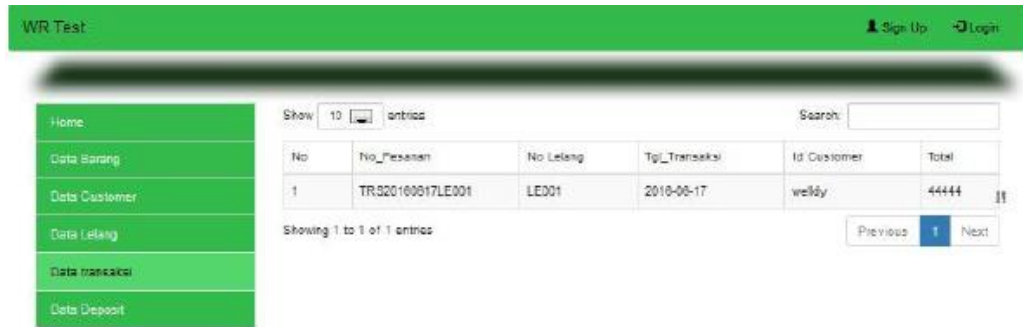 WR Test Sign Up Login
Show 10 entries Search:
Home
Data Barang
Data Customer
Data Lelang
Data transaksi
Data Deposit
No No_Pesanan No Lelang Tgl_Transaksi Id Customer Total
1 TRS20160617LE001 LE001 2016-06-17 welldy 44444
Showing 1 to 1 of 1 entries
Previous 1 Next